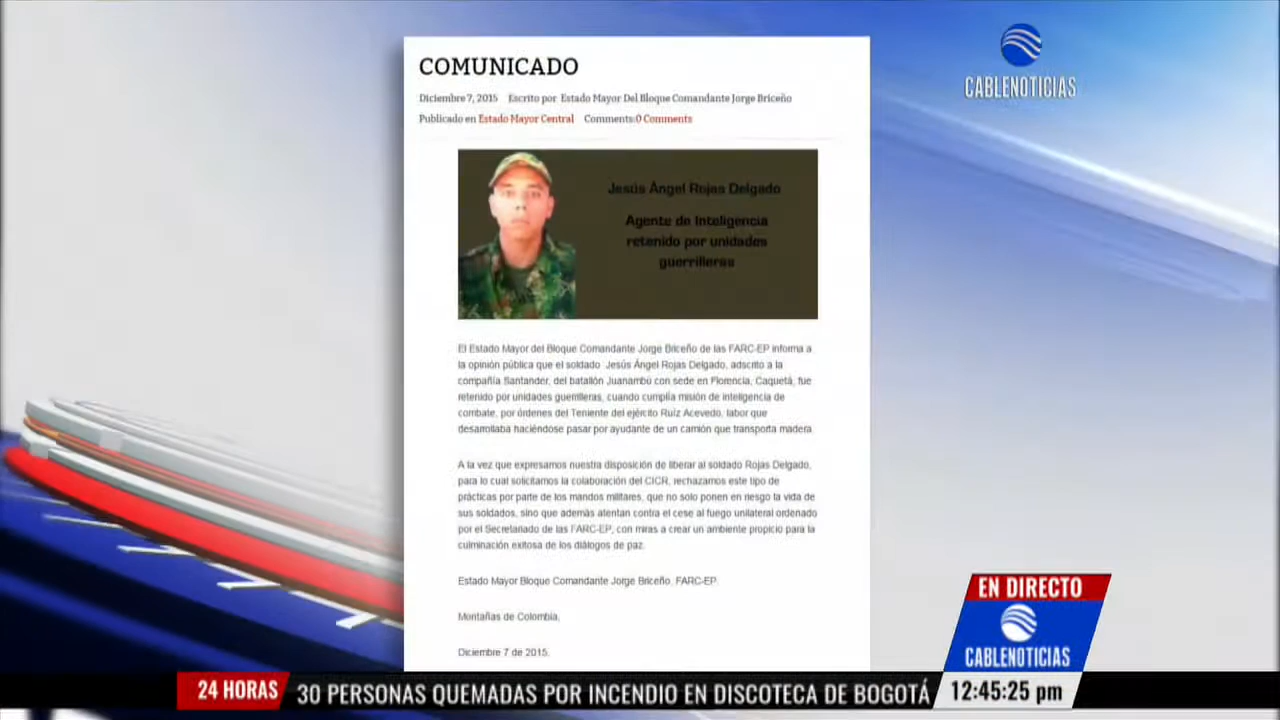 COMUNICADO
Diciembre 7, 2015 Escrito por Estado Mayor Del Bloque Comandante Jorge Briceño
Publicado en Estado Mayor Central Comments:0 Comments
Jesús Ángel Rojas Delgado
Agente de Inteligencia
retenido por unidades
guerrilleras
El Estado Mayor del Bloque Comandante Jorge Briceño de las FARC-EP informa a
la opinión pública que el soldado Jesús Ángel Rojas Delgado, adscrito a la
compañía Santander, del batallón Juanambú con sede en Florencia, Caquetá, fue
retenido por unidades guerrilleras, cuando cumplía misión de inteligencia de
combate, por órdenes del Teniente del ejército Ruíz Acevedo, labor que
desarrollaba haciéndose pasar por ayudante de un camión que transporta madera.
A la vez que expresamos nuestra disposición de liberar al soldado Rojas Delgado,
para lo cual solicitamos la colaboración del CICR, rechazamos este tipo de
prácticas por parte de los mandos militares, que no solo ponen en riesgo la vida de
sus soldados, sino que además atentan contra el cese al fuego unilateral ordenado
por el Secretariado de las FARC-EP, con miras a crear un ambiente propicio para la
culminación exitosa de los diálogos de paz.
Estado Mayor Bloque Comandante Jorge Briceño, FARC-EP.
Montañas de Colombia,
Diciembre 7 de 2015.
CABLENOTICIAS
EN DIRECTO
CABLENOTICIAS
12:45:25 pm
24 HORAS
30 PERSONAS QUEMADAS POR INCENDIO EN DISCOTECA DE BOGOTÁ